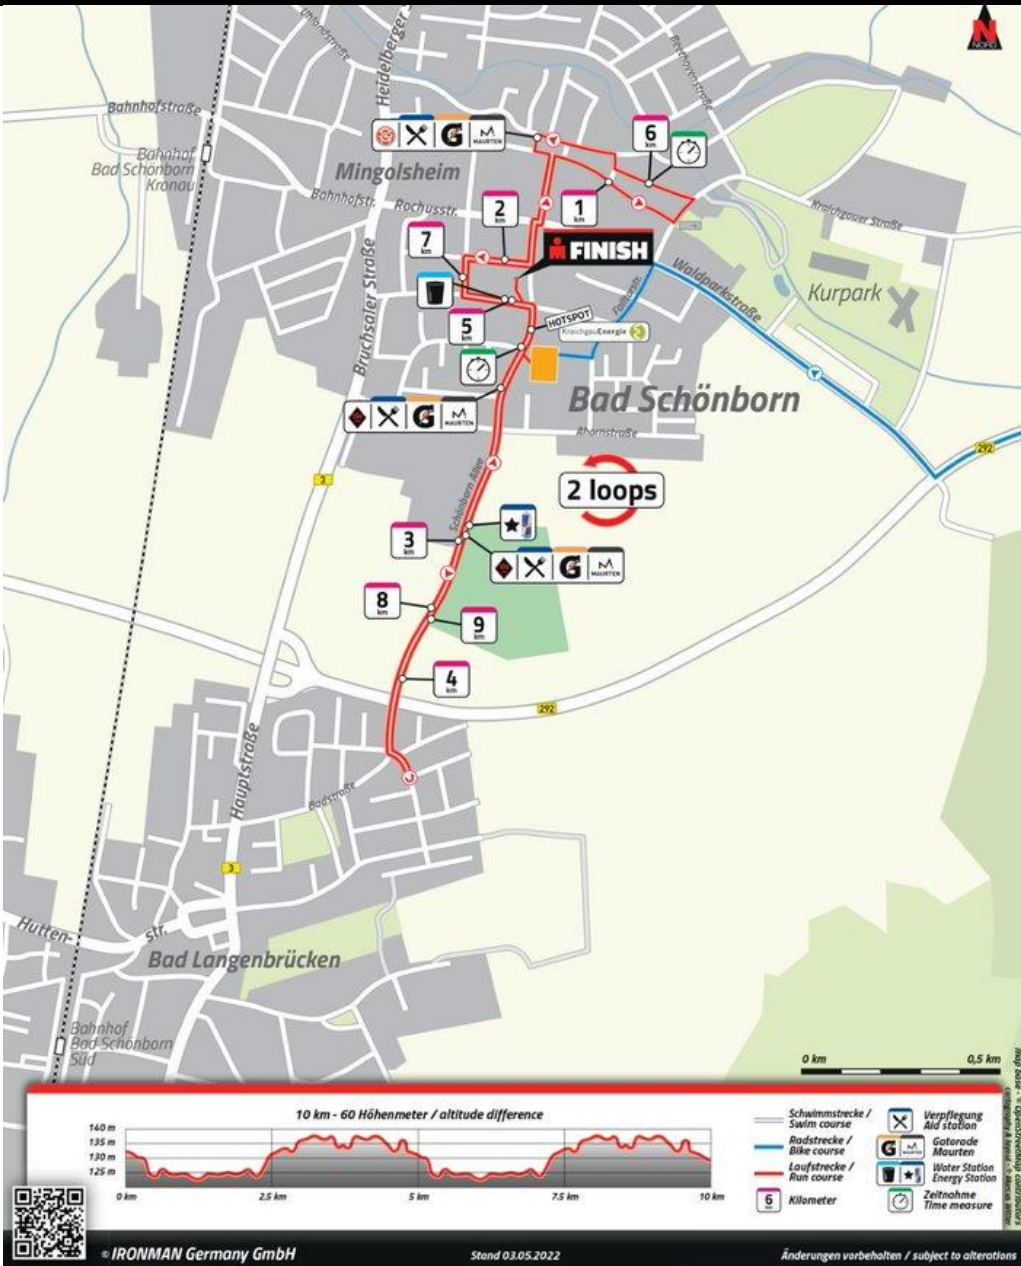 NORD
Uhlandstraße
Heidelberger
Beethovenstraße
Bahnhofstraße
Bahnhof
Bad Schönborn
Kronau
G
MAURTEN
6
km
Mingolsheim
Bahnhofstr.
Rochusstr.
2
km
1
km
Kraichgauer Straße
7
km
FINISH
Waldparkstraße
Kurpark
Bruchsaler Straße
5
km
HOTSPOT
KraichgauEnergie
G
MAURTEN
Bad Schönborn
Ahornstraße
292
3
2 loops
Schönborn Allee
3
km
G
MAURTEN
8
km
9
km
4
km
292
Hauptstraße
Badstraße
3
Hutten-
str.
Bad Langenbrücken
Bahnhof
Bad Schönborn
Süd
0 km
0,5 km
10 km - 60 Höhenmeter / altitude difference
140 m
135 m
130 m
125 m
0 km
2.5 km
5 km
7.5 km
10 km
Schwimmstrecke /
Swim course
Radstrecke /
Bike course
Laufstrecke /
Run course
6
Kilometer
Verpflegung
Aid station
G
Gatorade
Maurten
Water Station
Energy Station
Zeitnahme
Time measure
© IRONMAN Germany GmbH
Stand 03.05.2022
Änderungen vorbehalten / subject to alterations